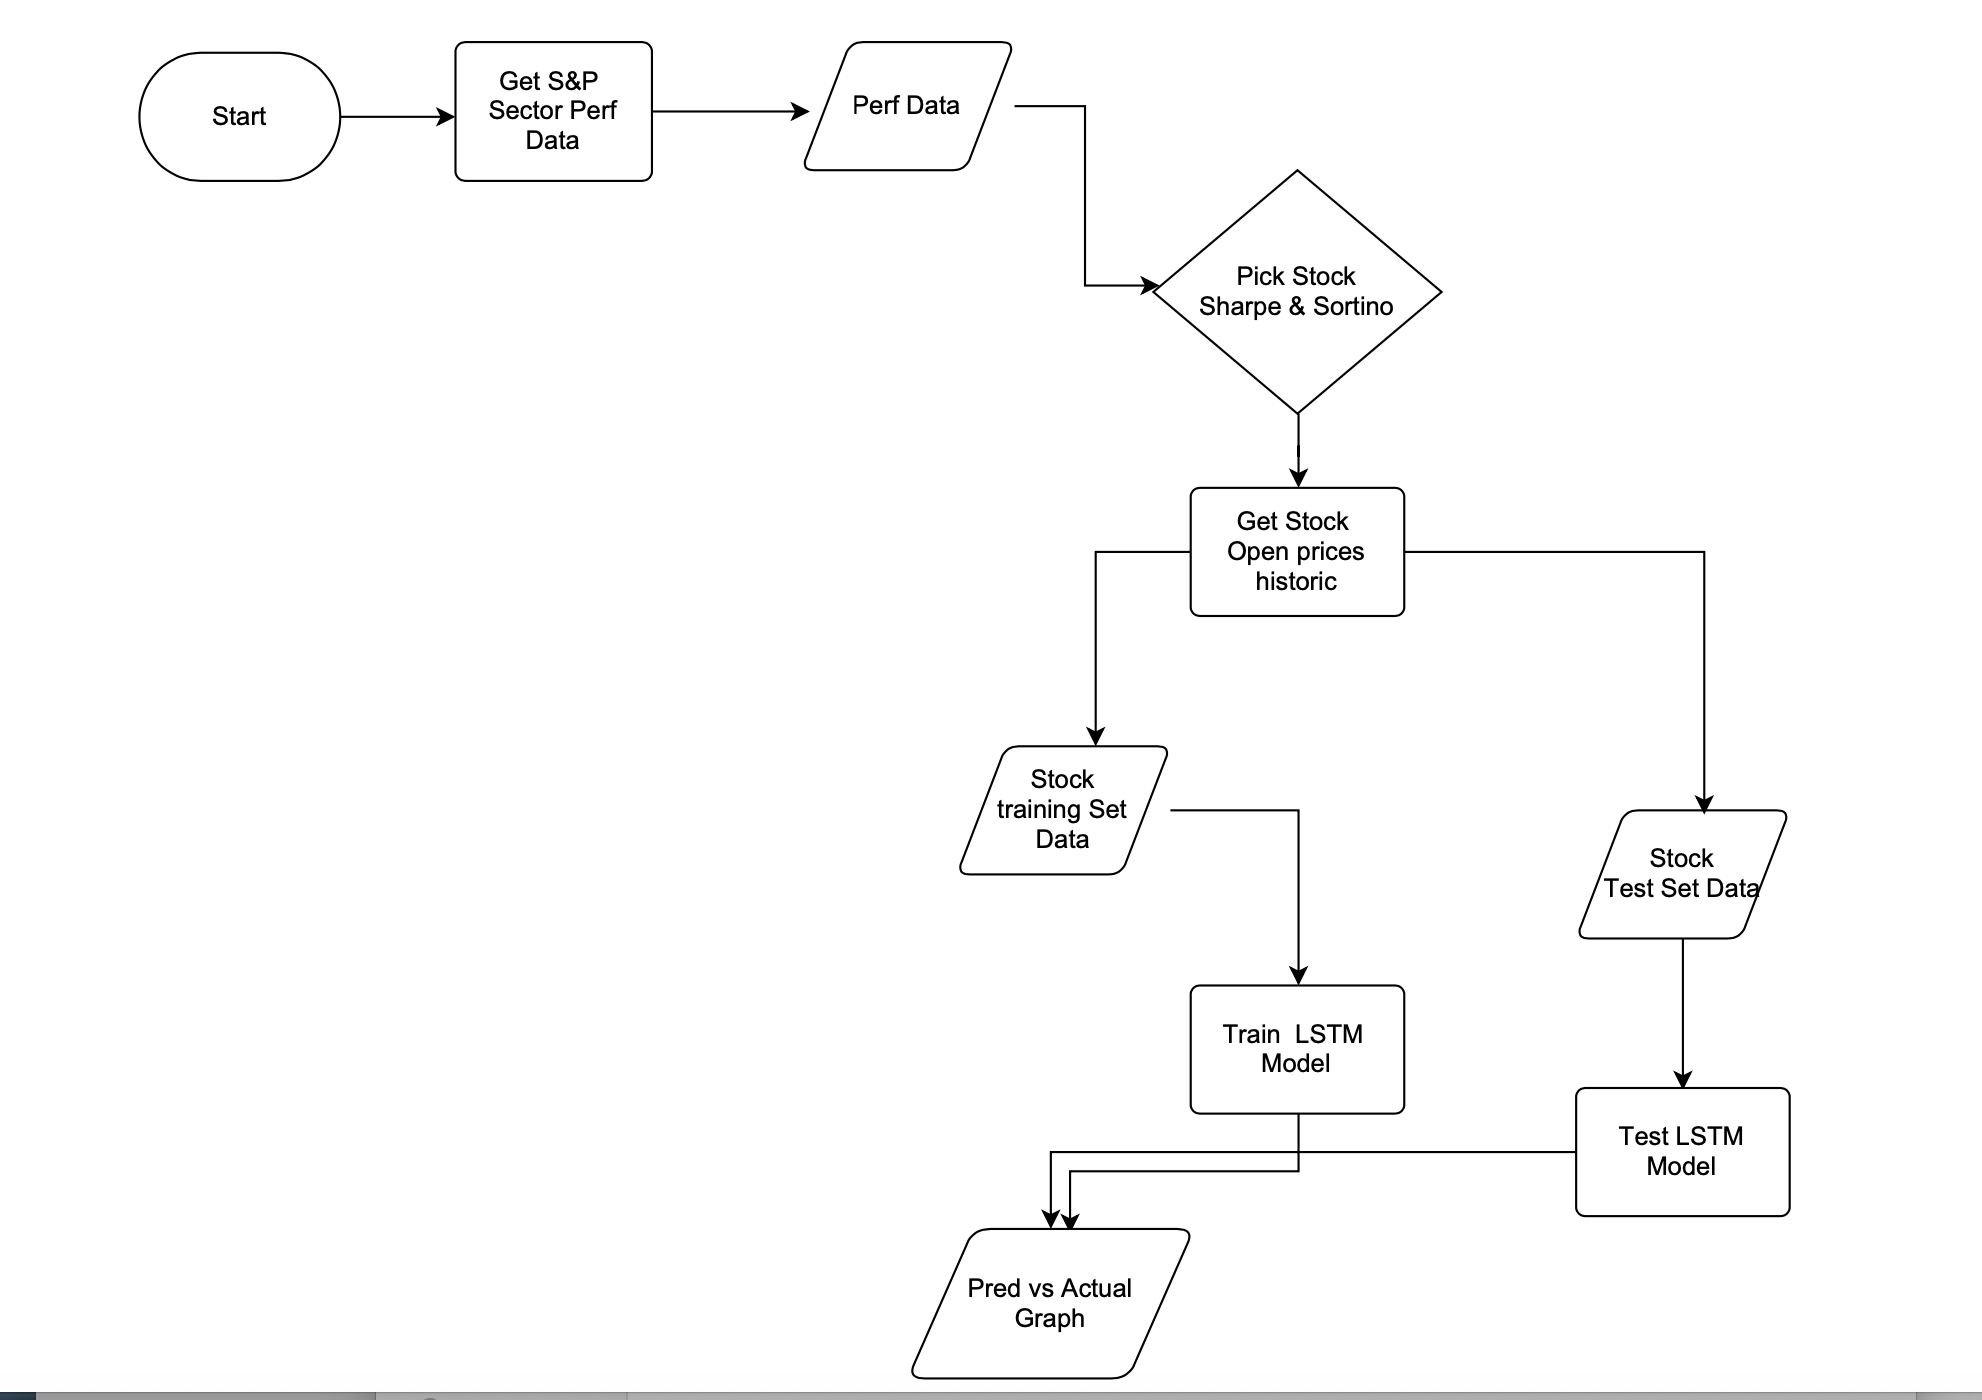 Start
Get S&P
Sector Perf
Data
Perf Data
Pick Stock
Sharpe & Sortino
Get Stock
Open prices
historic
Stock
training Set
Data
Stock
Test Set Data
Train  LSTM
Model
Test LSTM
Model
Pred vs Actual
Graph